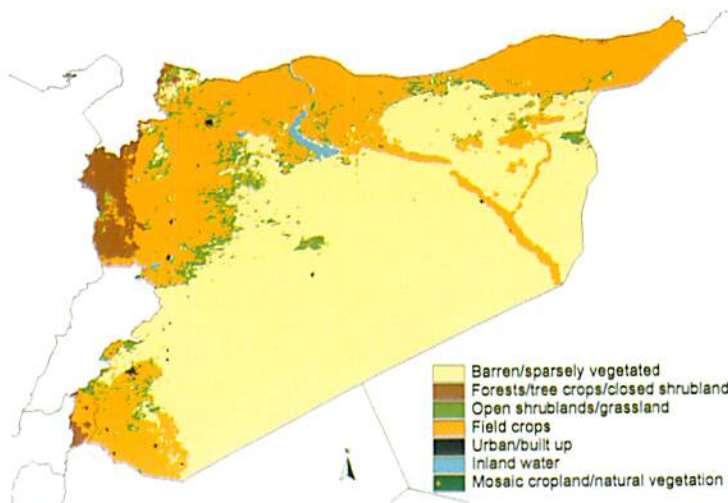 Barren/sparsely vegetated
Forests/tree crops/closed shrubland
Open shrublands/grassland
Field crops
Urban/built up
Inland water
Mosaic cropland/natural vegetation